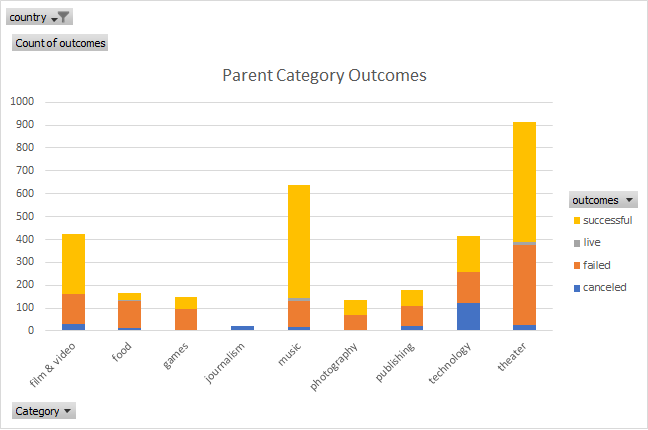 country
Count of outcomes
Parent Category Outcomes
1000
900
800
700
600
500
400
300
200
100
0
film & video
food
games
journalism
music
photography
publishing
technology
theater
outcomes
successful
live
failed
canceled
Category